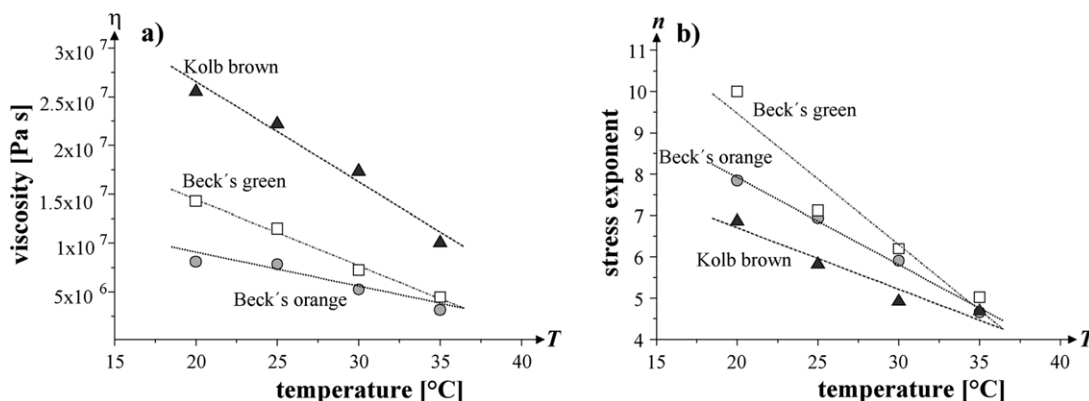 η
a)
3x10 7
2.5x10 7
2x10 7
1.5x10 7
1x10 7
5x10 6
viscosity [Pa s]
Kolb brown
Beck´s green
Beck´s orange
15
20
25
30
35
40
T
temperature [°C]
n
b)
11
10
9
8
7
6
5
4
stress exponent
Beck´s green
Beck´s orange
Kolb brown
15
20
25
30
35
40
T
temperature [°C]